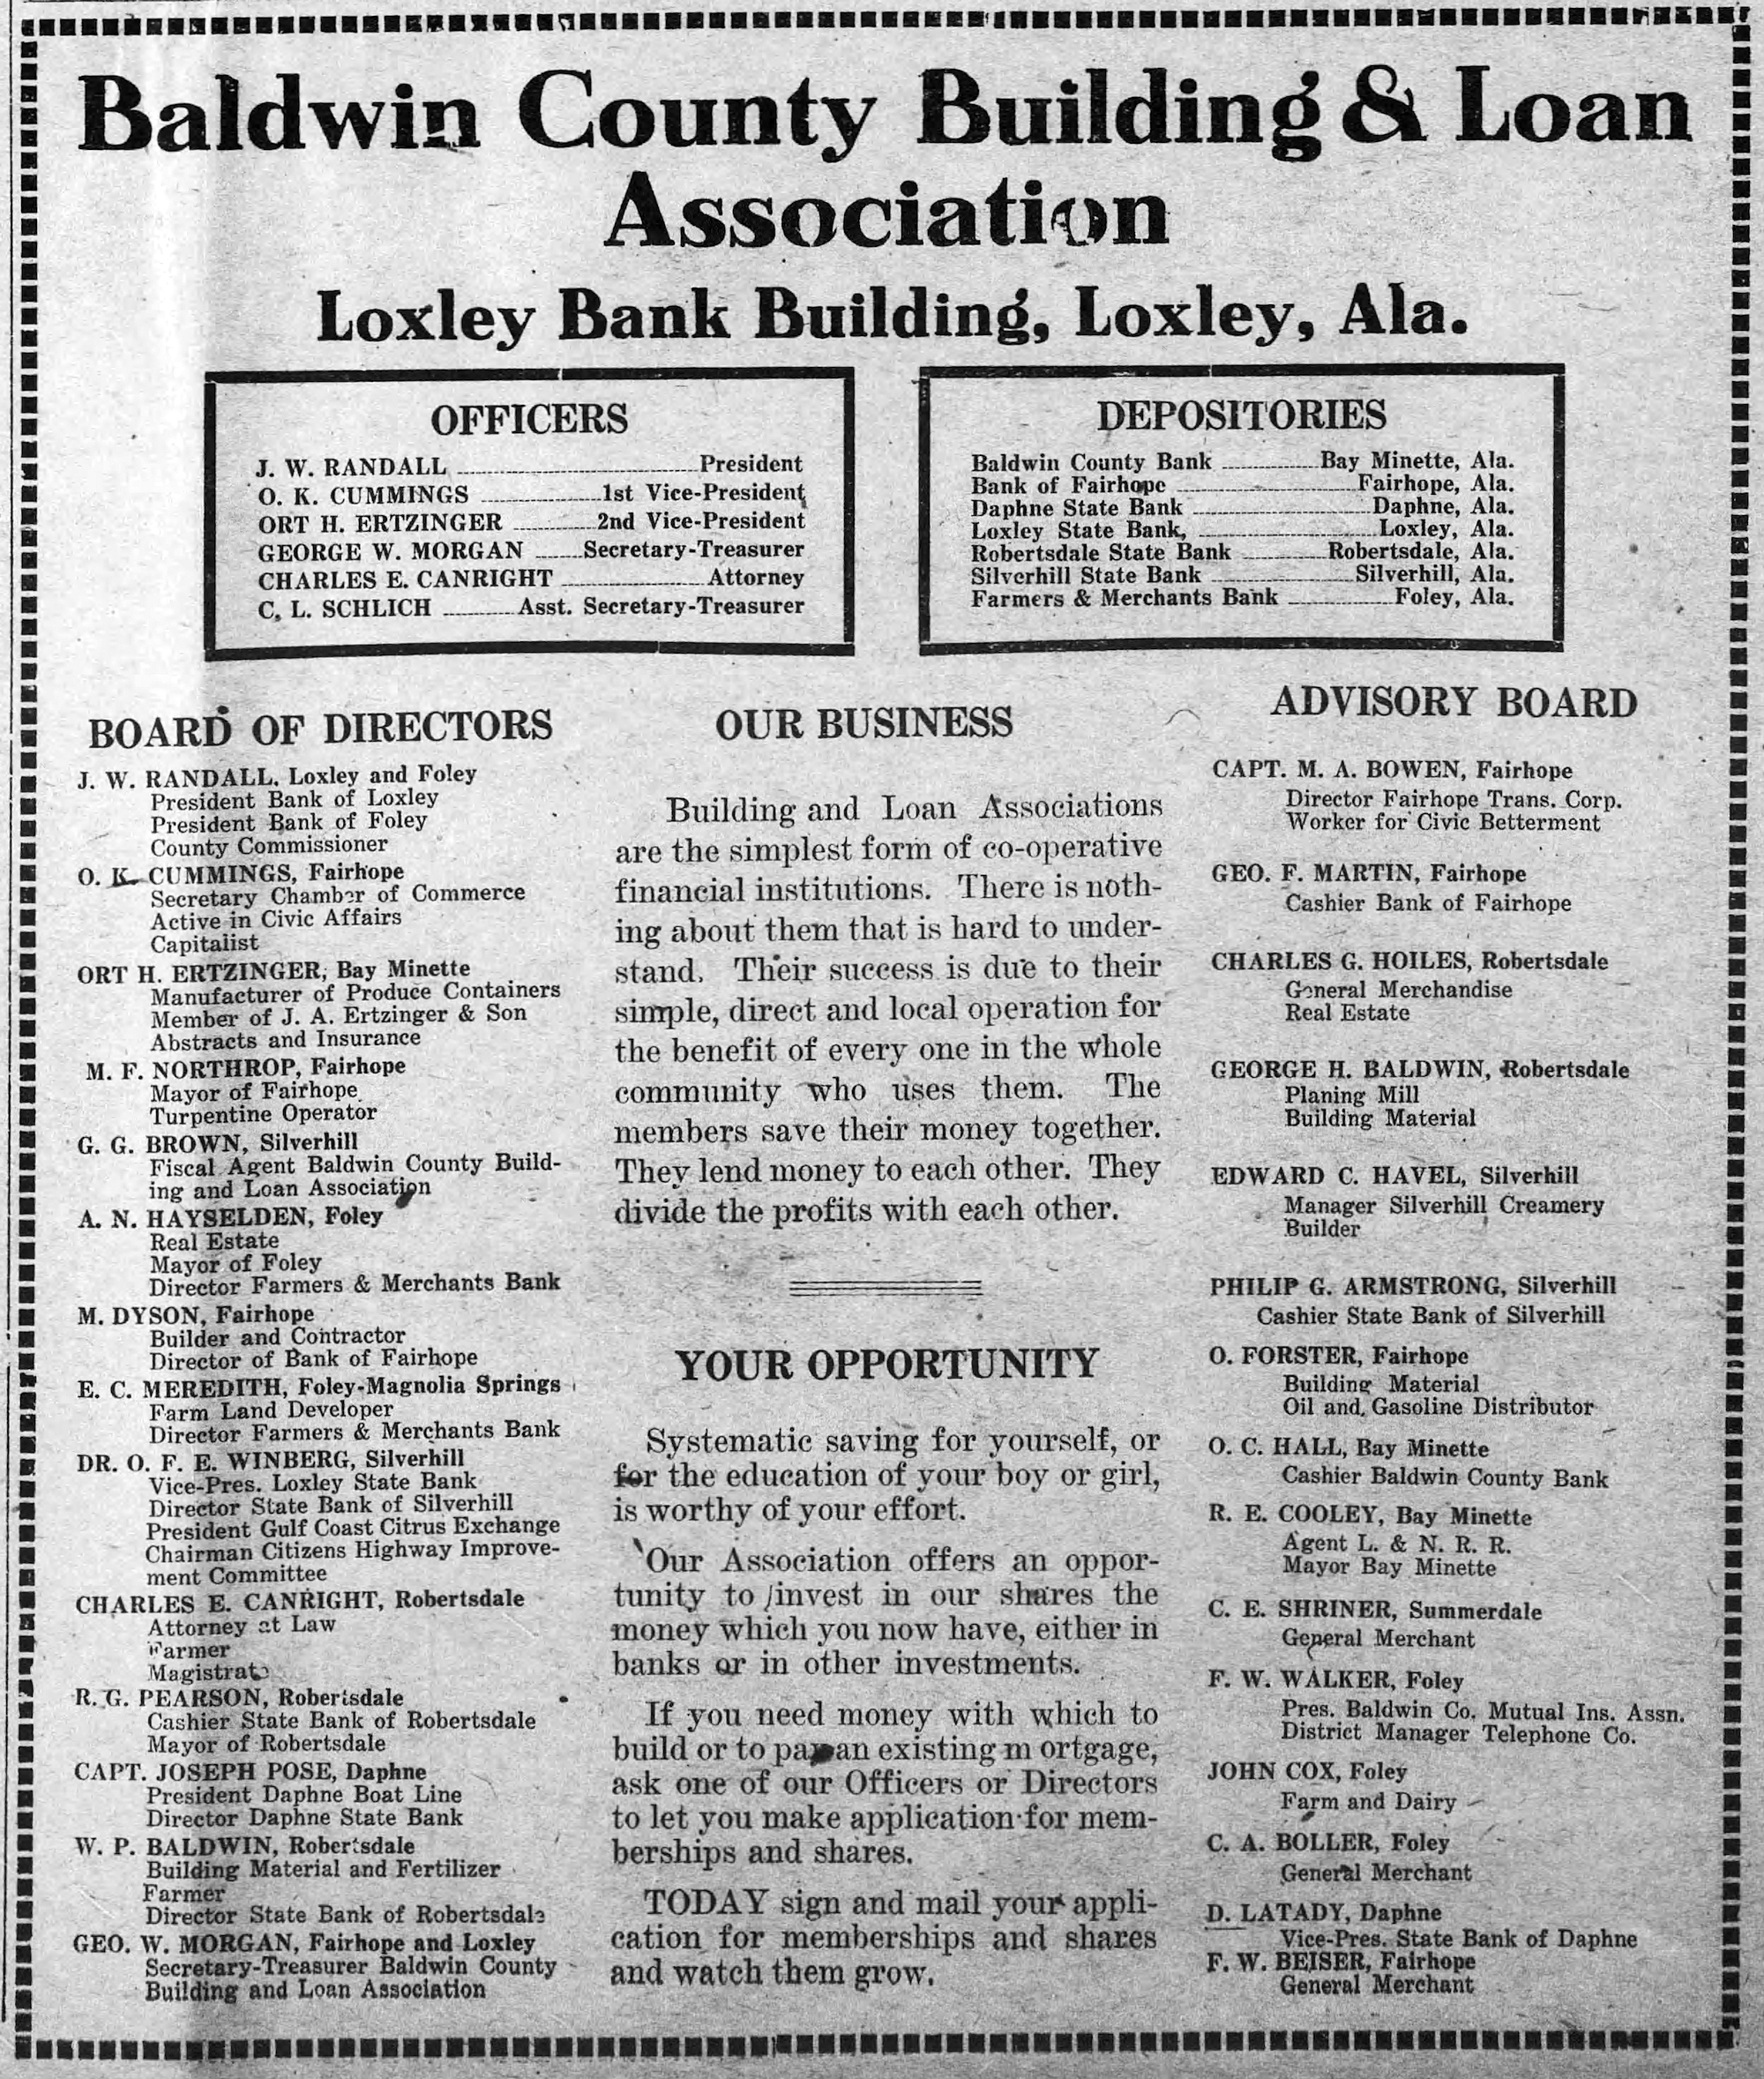 Baldwin County Building & Loan
Association
Loxley Bank Building, Loxley, Ala.
OFFICERS
J. W. RANDALL President
O. K. CUMMINGS 1st Vice-President
ORT H. ERTZINGER 2nd Vice-President
GEORGE W. MORGAN Secretary-Treasurer
CHARLES E. CANRIGHT Attorney
C. L. SCHLICH Asst. Secretary-Treasurer
DEPOSITORIES
Baldwin County Bank Bay Minette, Ala.
Bank of Fairhope Fairhope, Ala.
Daphne State Bank Daphne, Ala.
Loxley State Bank, Loxley, Ala.
Robertsdale State Bank Robertsdale, Ala.
Silverhill State Bank Silverhill, Ala.
Farmers & Merchants Bank Foley, Ala.
BOARD OF DIRECTORS
J. W. RANDALL, Loxley and Foley
President Bank of Loxley
President Bank of Foley
County Commissioner
O. K. CUMMINGS, Fairhope
Secretary Chamber of Commerce
Active in Civic Affairs
Capitalist
ORT H. ERTZINGER, Bay Minette
Manufacturer of Produce Containers
Member of J. A. Ertzinger & Son
Abstracts and Insurance
M. F. NORTHROP, Fairhope
Mayor of Fairhope
Turpentine Operator
G. G. BROWN, Silverhill
Fiscal Agent Baldwin County Build-
ing and Loan Association
A. N. HAYSELDEN, Foley
Real Estate
Mayor of Foley
Director Farmers & Merchants Bank
M. DYSON, Fairhope
Builder and Contractor
Director of Bank of Fairhope
E. C. MEREDITH, Foley-Magnolia Springs
Farm Land Developer
Director Farmers & Merchants Bank
DR. O. F. E. WINBERG, Silverhill
Vice-Pres. Loxley State Bank
Director State Bank of Silverhill
President Gulf Coast Citrus Exchange
Chairman Citizens Highway Improve-
ment Committee
CHARLES E. CANRIGHT, Robertsdale
Attorney at Law
Farmer
Magistrate
R. G. PEARSON, Robertsdale
Cashier State Bank of Robertsdale
Mayor of Robertsdale
CAPT. JOSEPH POSE, Daphne
President Daphne Boat Line
Director Daphne State Bank
W. P. BALDWIN, Robertsdale
Building Material and Fertilizer
Farmer
Director State Bank of Robertsdale
GEO. W. MORGAN, Fairhope and Loxley
Secretary-Treasurer Baldwin County
Building and Loan Association
OUR BUSINESS
Building and Loan Associations
are the simplest form of co-operative
financial institutions. There is noth-
ing about them that is hard to under-
stand. Their success is due to their
simple, direct and local operation for
the benefit of every one in the whole
community who uses them. The
members save their money together.
They lend money to each other. They
divide the profits with each other.
YOUR OPPORTUNITY
Systematic saving for yourself, or
for the education of your boy or girl,
is worthy of your effort.
Our Association offers an oppor-
tunity to invest in our shares the
money which you now have, either in
banks or in other investments.
If you need money with which to
build or to pay an existing m ortgage,
ask one of our Officers or Directors
to let you make application for mem-
berships and shares.
TODAY sign and mail your appli-
cation for memberships and shares
and watch them grow.
ADVISORY BOARD
CAPT. M. A. BOWEN, Fairhope
Director Fairhope Trans. Corp.
Worker for Civic Betterment
GEO. F. MARTIN, Fairhope
Cashier Bank of Fairhope
CHARLES G. HOILES, Robertsdale
General Merchandise
Real Estate
GEORGE H. BALDWIN, Robertsdale
Planing Mill
Building Material
EDWARD C. HAVEL, Silverhill
Manager Silverhill Creamery
Builder
PHILIP G. ARMSTRONG, Silverhill
Cashier State Bank of Silverhill
O. FORSTER, Fairhope
Building Material
Oil and Gasoline Distributor
O. C. HALL, Bay Minette
Cashier Baldwin County Bank
R. E. COOLEY, Bay Minette
Agent L. & N. R. R.
Mayor Bay Minette
C. E. SHRINER, Summerdale
General Merchant
F. W. WALKER, Foley
Pres. Baldwin Co. Mutual Ins. Assn.
District Manager Telephone Co.
JOHN COX, Foley
Farm and Dairy
C. A. BOLLER, Foley
General Merchant
D. LATADY, Daphne
Vice-Pres. State Bank of Daphne
F. W. BEISER, Fairhope
General Merchant